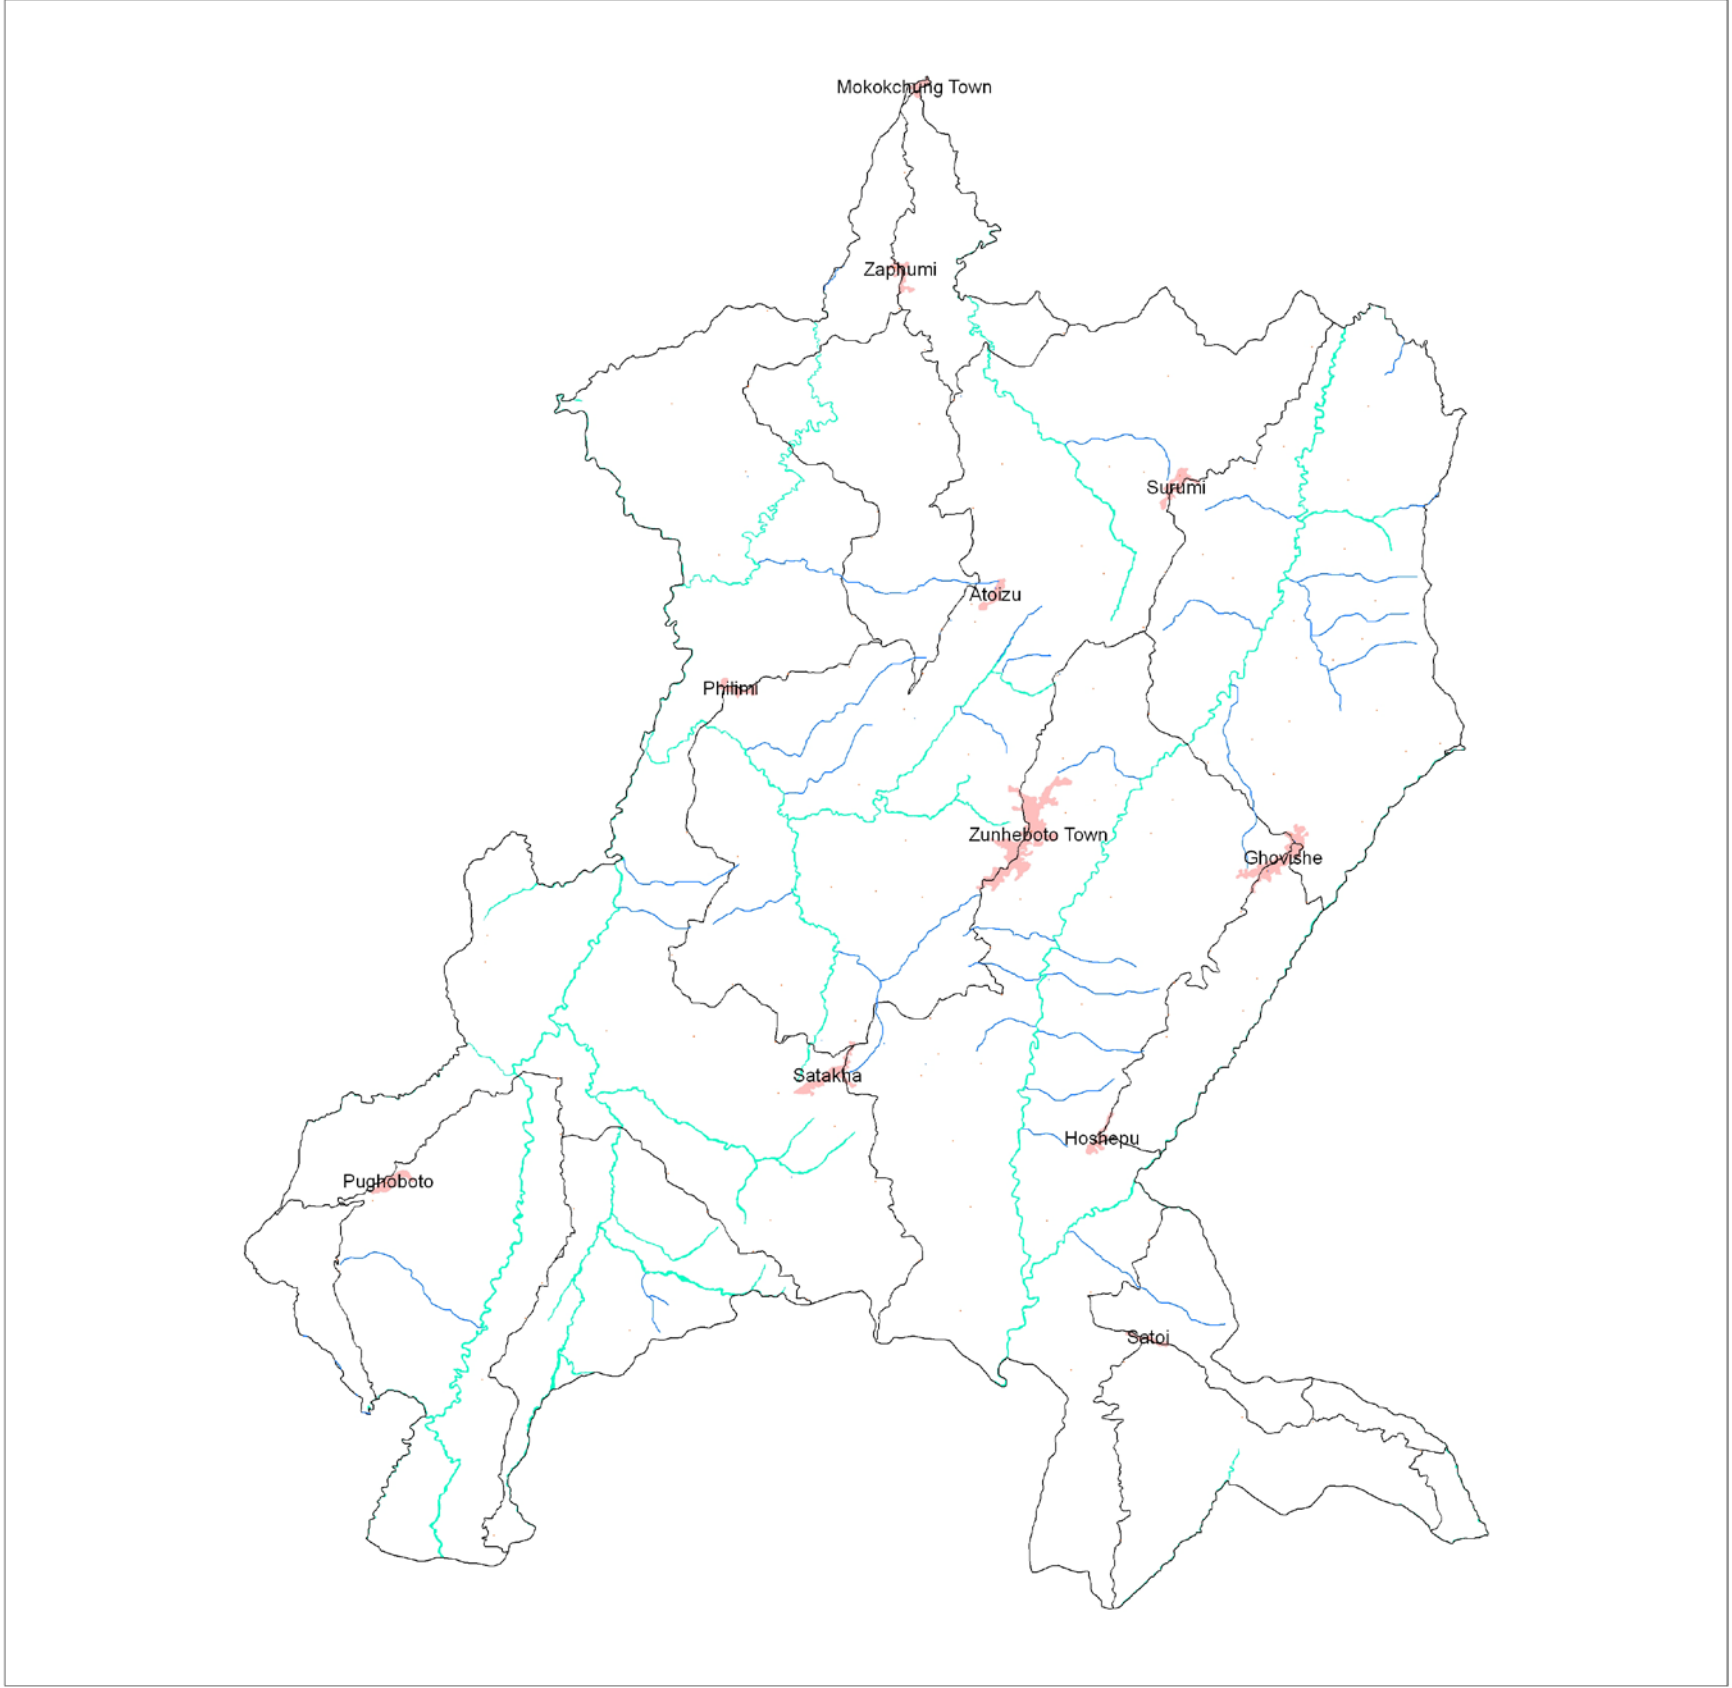 Mokokchung Town
Zaphumi
Surumi
Atoizu
Philimi
Zunheboto Town
Ghovishe
Satakha
Hoshepu
Pughoboto
Satoi